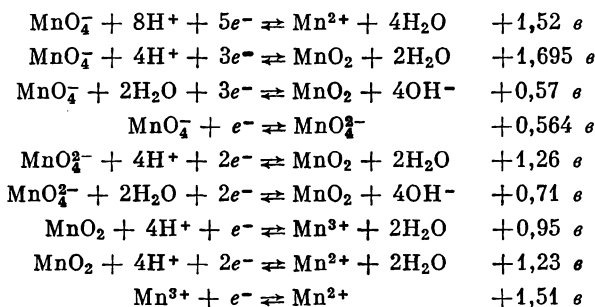 MnO₄⁻ + 8H⁺ + 5e⁻ ⇌ Mn²⁺ + 4H₂O +1,52 в
MnO₄⁻ + 4H⁺ + 3e⁻ ⇌ MnO₂ + 2H₂O +1,695 в
MnO₄⁻ + 2H₂O + 3e⁻ ⇌ MnO₂ + 4OH⁻ +0,57 в
MnO₄⁻ + e⁻ ⇌ MnO₄²⁻ +0,564 в
MnO₄²⁻ + 4H⁺ + 2e⁻ ⇌ MnO₂ + 2H₂O +1,26 в
MnO₄²⁻ + 2H₂O + 2e⁻ ⇌ MnO₂ + 4OH⁻ +0,71 в
MnO₂ + 4H⁺ + e⁻ ⇌ Mn³⁺ + 2H₂O +0,95 в
MnO₂ + 4H⁺ + 2e⁻ ⇌ Mn²⁺ + 2H₂O +1,23 в
Mn³⁺ + e⁻ ⇌ Mn²⁺ +1,51 в